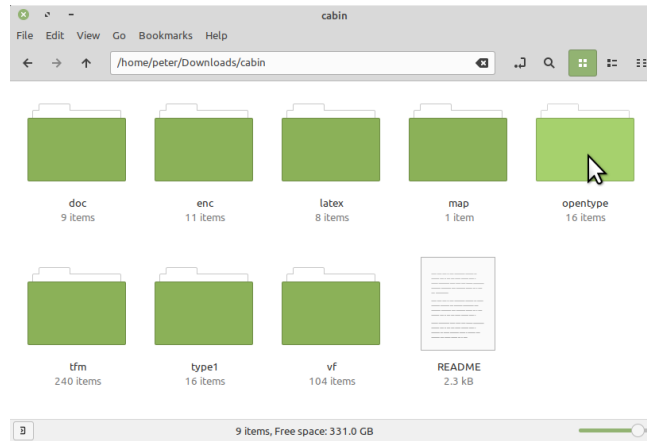 cabin
File Edit View Go Bookmarks Help
/home/peter/Downloads/cabin
doc enc latex map opentype
9 items 11 items 8 items 1 item 16 items
tfm type1 vf README
240 items 16 items 104 items 2.3 kB
9 items, Free space: 331.0 GB